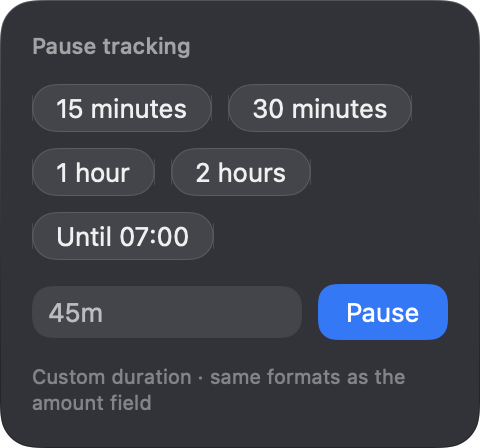 Pause tracking
15 minutes 30 minutes
1 hour 2 hours
Until 07:00
45m Pause
Custom duration · same formats as the
amount field